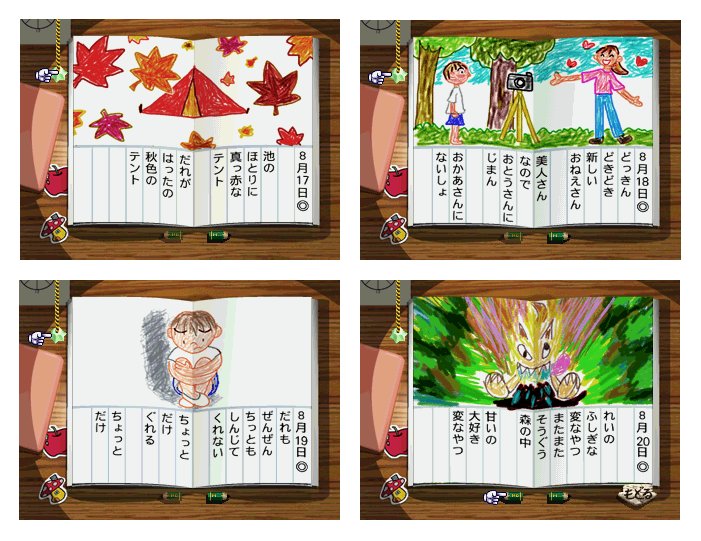 8月17日◎
池の
ほとりに
真っ赤な
テント
だれが
はったの
秋色の
テント
8月18日◎
どっきん
どきどき
新しい
おねえさん
美人さん
なので
おとうさんに
じまん
おかあさんに
ないしょ
8月19日◎
だれも
ぜんぜん
ちっとも
しんじて
くれない
ちょっと
だけ
ぐれる
ちょっと
だけ
8月20日◎
れいの
ふしぎな
変なやつ
またまた
そうぐう
森の中
甘いの
大好き
変なやつ
もどる